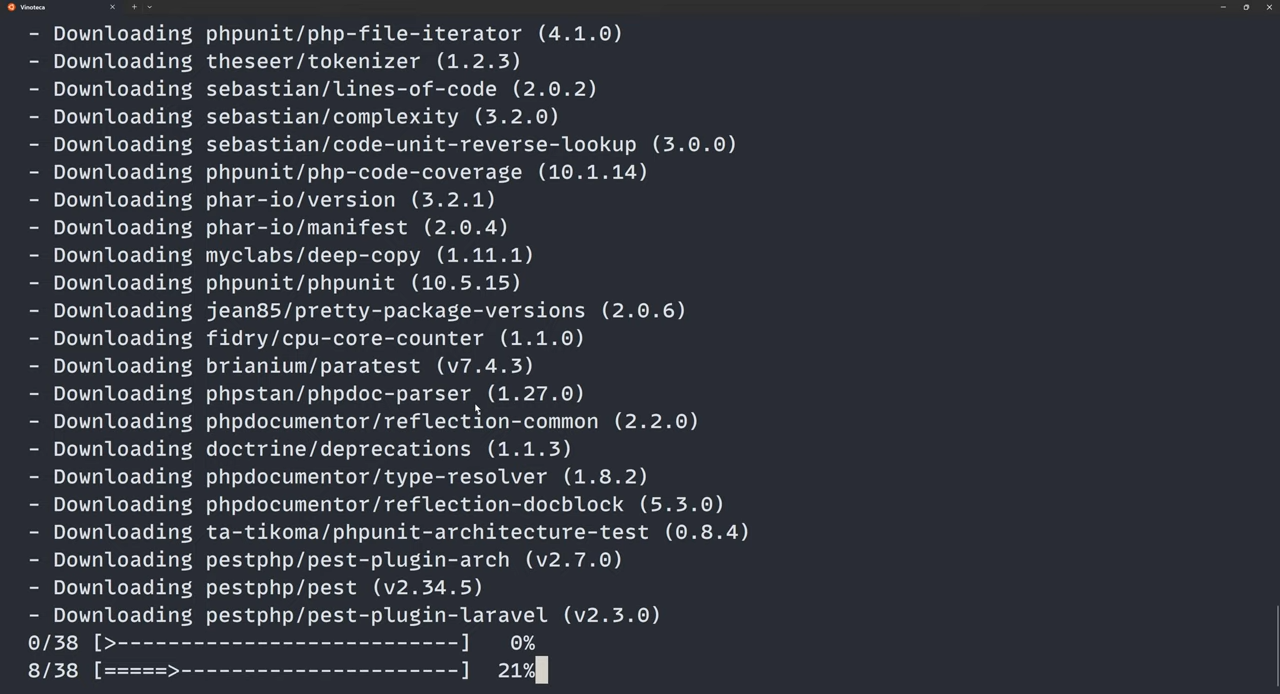 Vinoteca
- Downloading phpunit/php-file-iterator (4.1.0)
- Downloading theseer/tokenizer (1.2.3)
- Downloading sebastian/lines-of-code (2.0.2)
- Downloading sebastian/complexity (3.2.0)
- Downloading sebastian/code-unit-reverse-lookup (3.0.0)
- Downloading phpunit/php-code-coverage (10.1.14)
- Downloading phar-io/version (3.2.1)
- Downloading phar-io/manifest (2.0.4)
- Downloading myclabs/deep-copy (1.11.1)
- Downloading phpunit/phpunit (10.5.15)
- Downloading jean85/pretty-package-versions (2.0.6)
- Downloading fidry/cpu-core-counter (1.1.0)
- Downloading brianium/paratest (v7.4.3)
- Downloading phpstan/phpdoc-parser (1.27.0)
- Downloading phpdocumentor/reflection-common (2.2.0)
- Downloading doctrine/deprecations (1.1.3)
- Downloading phpdocumentor/type-resolver (1.8.2)
- Downloading phpdocumentor/reflection-docblock (5.3.0)
- Downloading ta-tikoma/phpunit-architecture-test (0.8.4)
- Downloading pestphp/pest-plugin-arch (v2.7.0)
- Downloading pestphp/pest (v2.34.5)
- Downloading pestphp/pest-plugin-laravel (v2.3.0)
0/38 [>---------------------------]   0%
8/38 [=====>----------------------]  21%